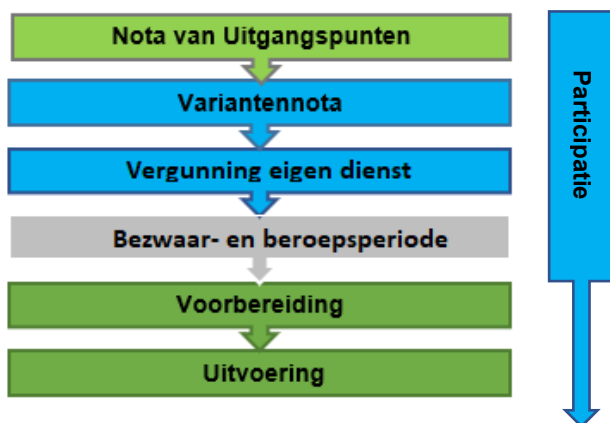 Nota van Uitgangspunten
Variantennota
Vergunning eigen dienst
Bezwaar- en beroepsperiode
Voorbereiding
Uitvoering
Participatie